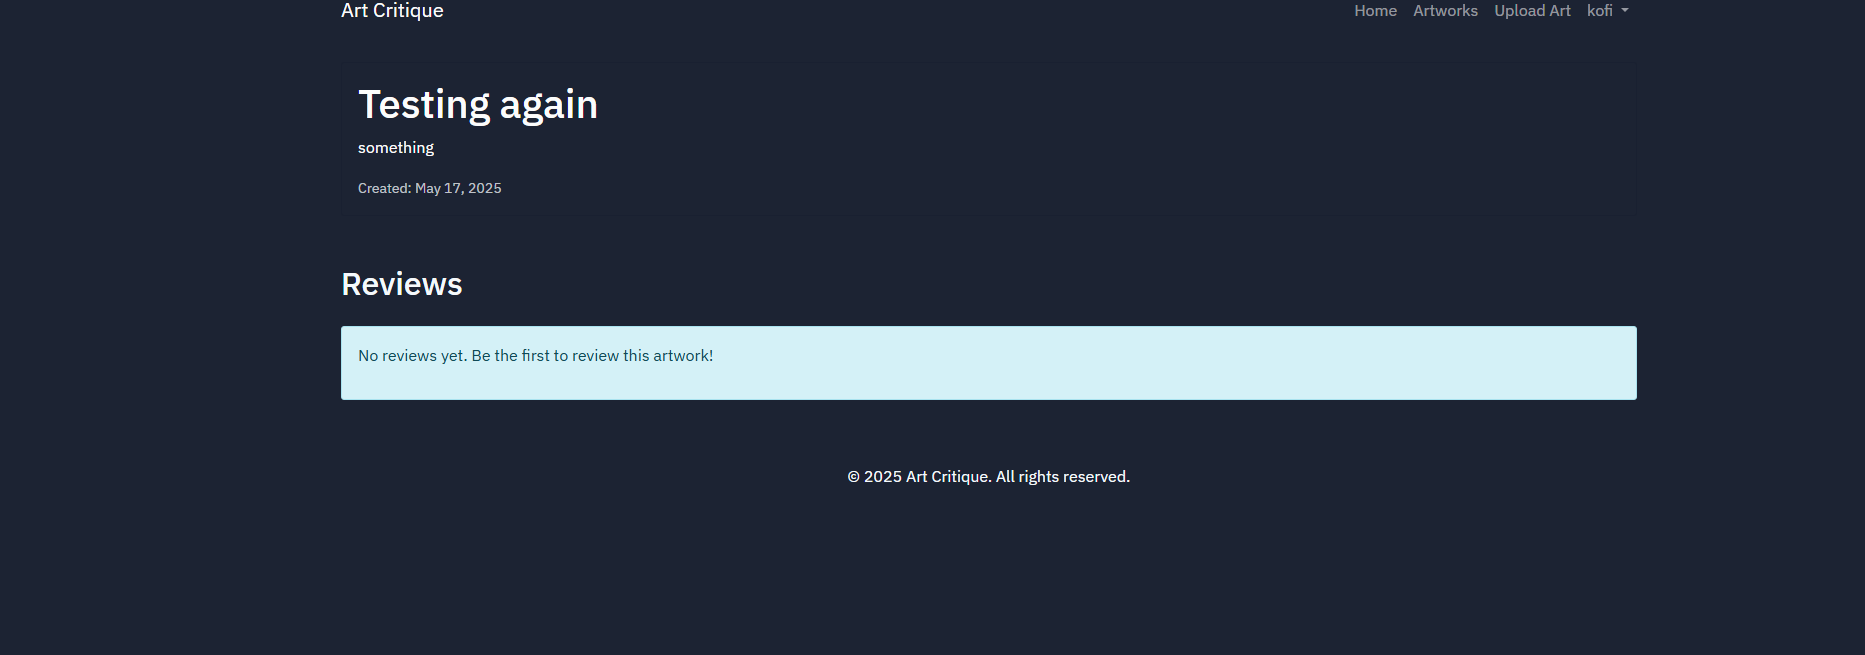 Art Critique
Home Artworks Upload Art kofi
Testing again
something
Created: May 17, 2025
Reviews
No reviews yet. Be the first to review this artwork!
© 2025 Art Critique. All rights reserved.